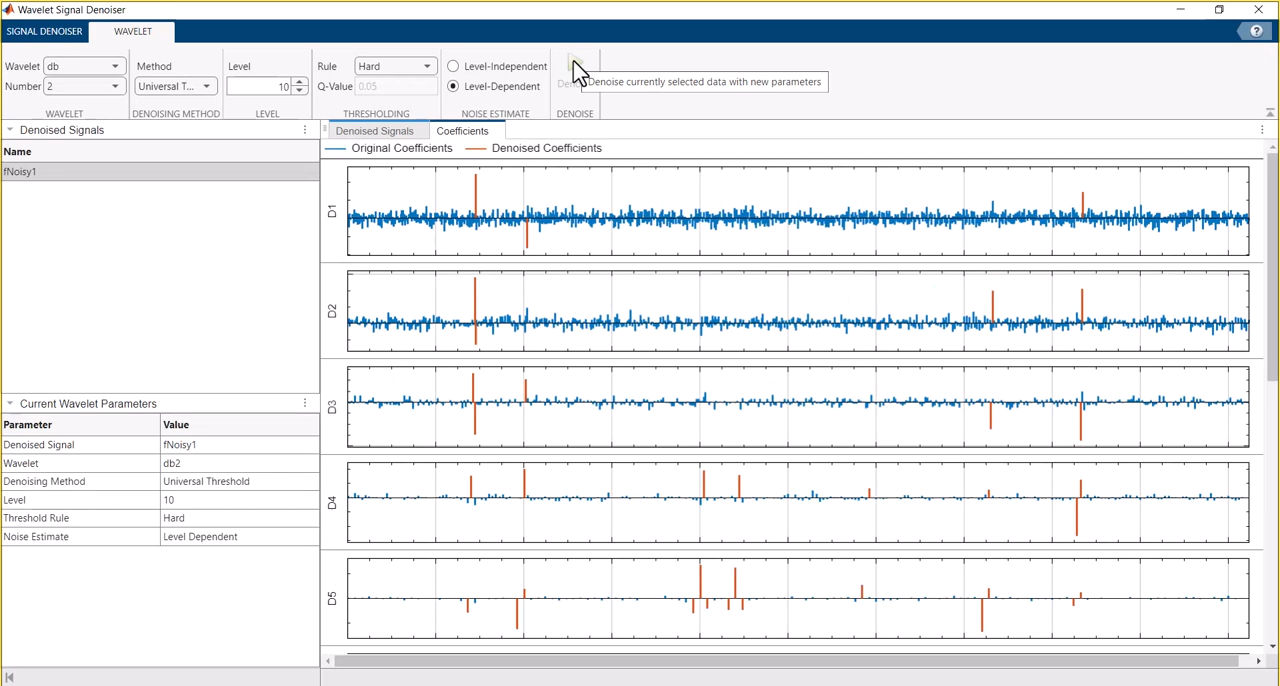 Wavelet Signal Denoiser
SIGNAL DENOISER WAVELET
Wavelet db Method Level Rule Hard Level-Independent
Number 2 Universal T... 10 Q-Value 0.05 Level-Dependent
Denoise currently selected data with new parameters
WAVELET DENOISING METHOD LEVEL THRESHOLDING NOISE ESTIMATE DENOISE
Denoised Signals
Name
fNoisy1
Denoised Signals Coefficients
Original Coefficients Denoised Coefficients
D1
D2
D3
D4
D5
Current Wavelet Parameters
Parameter Value
Denoised Signal fNoisy1
Wavelet db2
Denoising Method Universal Threshold
Level 10
Threshold Rule Hard
Noise Estimate Level Dependent